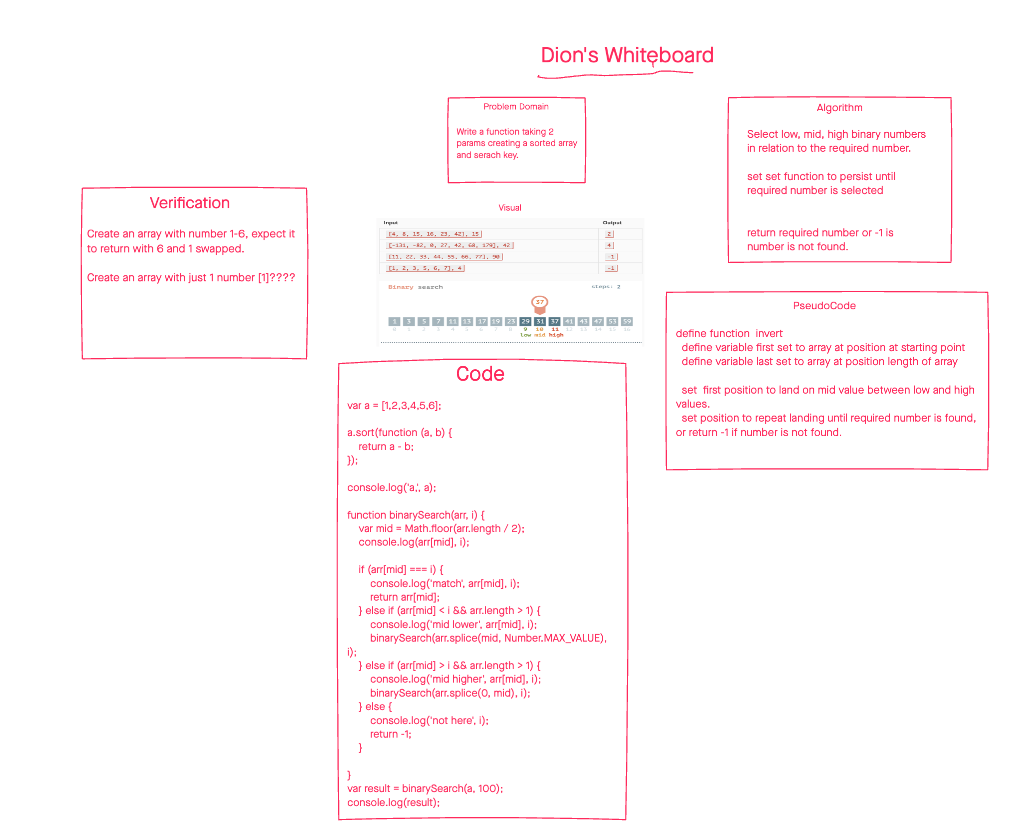 Dion's Whiteboard
Problem Domain
Write a function taking 2
params creating a sorted array
and serach key.
Algorithm
Select low, mid, high binary numbers
in relation to the required number.
set set function to persist until
required number is selected
return required number or -1 is
number is not found.
Verification
Create an array with number 1-6, expect it
to return with 6 and 1 swapped.
Create an array with just 1 number [1]????
Visual
Input Output
[4, 8, 15, 16, 23, 42], 15 2
[-131, -82, 0, 27, 42, 68, 179], 42 4
[11, 22, 33, 44, 55, 66, 77], 90 -1
[1, 2, 3, 5, 6, 7], 4 -1
Binary search steps: 2
37
1 3 5 7 11 13 17 19 23 29 31 37 41 43 47 53 59
0 1 2 3 4 5 6 7 8 9 10 11 12 13 14 15 16
low mid high
PseudoCode
define function invert
define variable first set to array at position at starting point
define variable last set to array at position length of array
set first position to land on mid value between low and high
values.
set position to repeat landing until required number is found,
or return -1 if number is not found.
Code
var a = [1,2,3,4,5,6];
a.sort(function (a, b) {
return a - b;
});
console.log('a,', a);
function binarySearch(arr, i) {
var mid = Math.floor(arr.length / 2);
console.log(arr[mid], i);
if (arr[mid] === i) {
console.log('match', arr[mid], i);
return arr[mid];
} else if (arr[mid] < i && arr.length > 1) {
console.log('mid lower', arr[mid], i);
binarySearch(arr.splice(mid, Number.MAX_VALUE),
i);
} else if (arr[mid] > i && arr.length > 1) {
console.log('mid higher', arr[mid], i);
binarySearch(arr.splice(0, mid), i);
} else {
console.log('not here', i);
return -1;
}
}
var result = binarySearch(a, 100);
console.log(result);